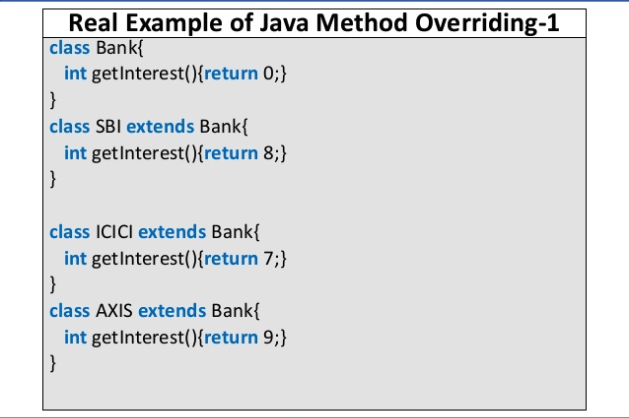 Real Example of Java Method Overriding-1
class Bank{
int getInterest(){return 0;}
}
class SBI extends Bank{
int getInterest(){return 8;}
}
class ICICI extends Bank{
int getInterest(){return 7;}
}
class AXIS extends Bank{
int getInterest(){return 9;}
}